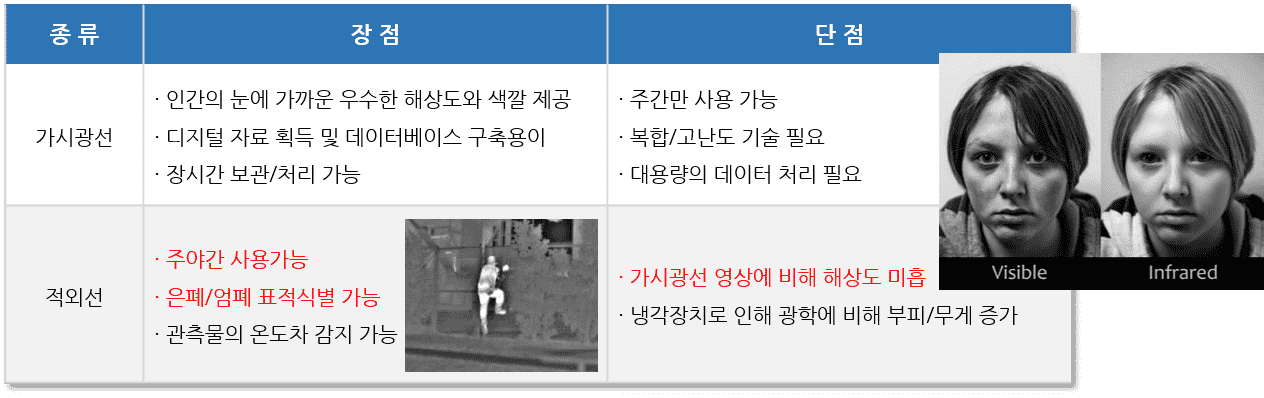 종 류
장 점
단 점
가시광선
· 인간의 눈에 가까운 우수한 해상도와 색깔 제공
· 디지털 자료 획득 및 데이터베이스 구축용이
· 장시간 보관/처리 가능
· 주간만 사용 가능
· 복합/고난도 기술 필요
· 대용량의 데이터 처리 필요
Visible
Infrared
적외선
· 주야간 사용가능
· 은폐/엄폐 표적식별 가능
· 관측물의 온도차 감지 가능
· 가시광선 영상에 비해 해상도 미흡
· 냉각장치로 인해 광학에 비해 부피/무게 증가